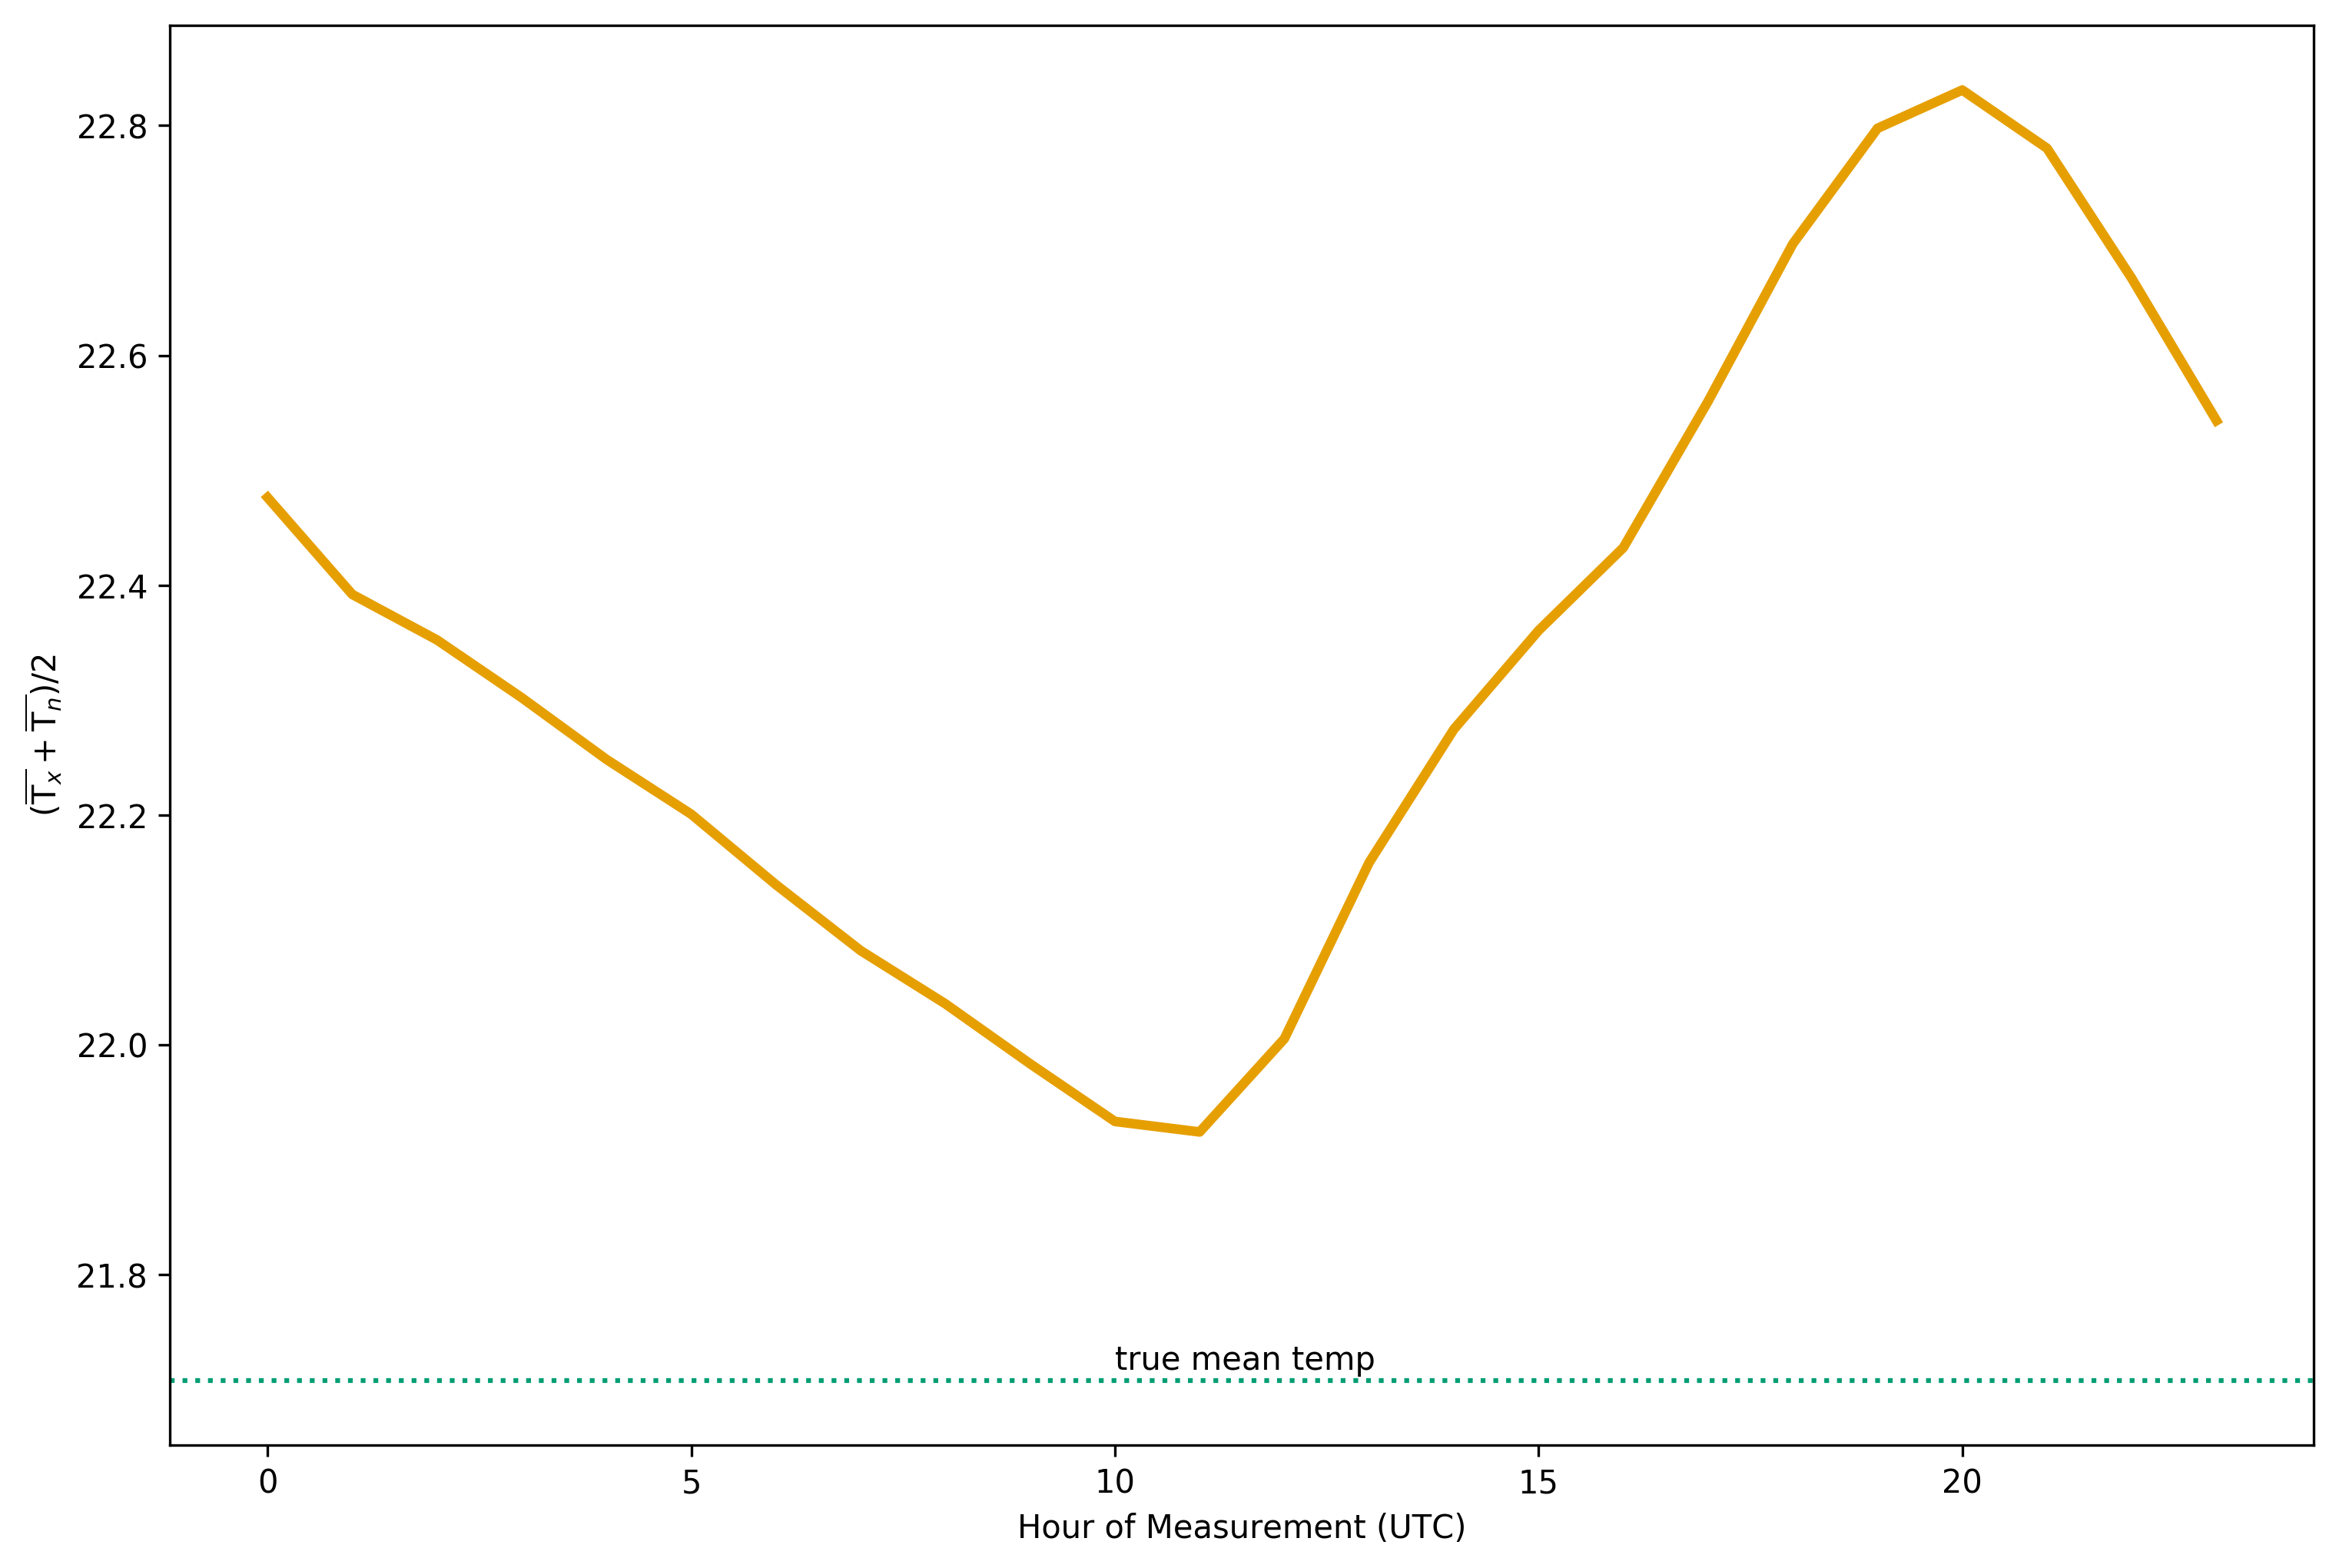 22.8
22.6
22.4
22.2
22.0
21.8
(T̅ₓ + T̅ₙ)/2
true mean temp
0 5 10 15 20
Hour of Measurement (UTC)